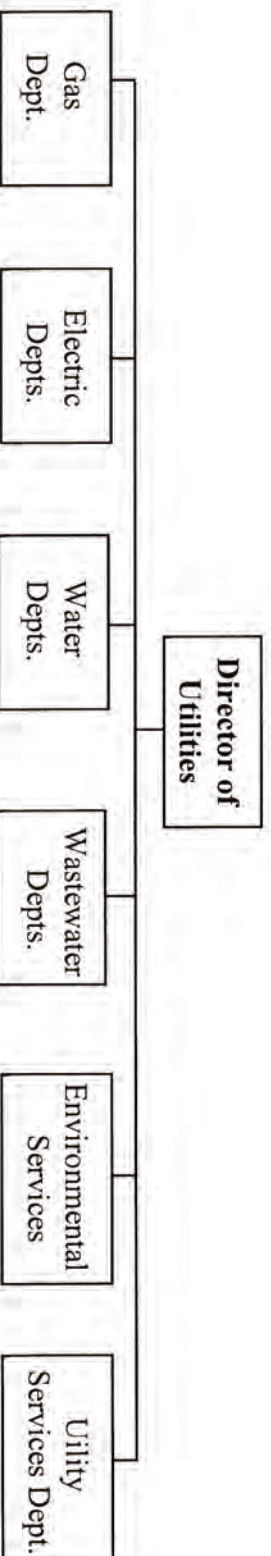 Director of
Utilities
Gas
Dept.
Electric
Depts.
Water
Depts.
Wastewater
Depts.
Environmental
Services
Uility
Services Dept.